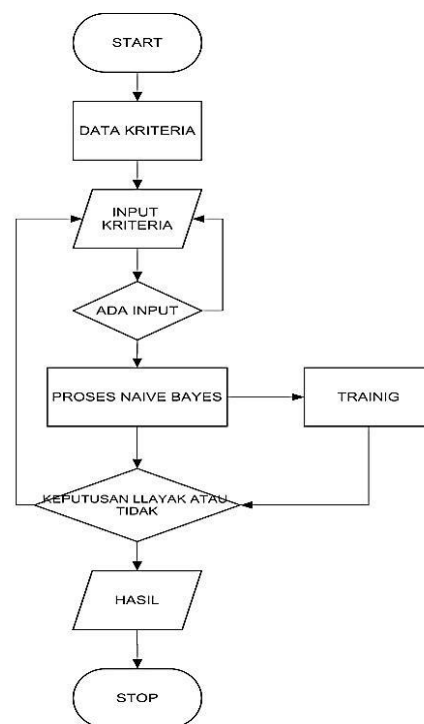 START
DATA KRITERIA
INPUT
KRITERIA
ADA INPUT
PROSES NAIVE BAYES
TRAINIG
KEPUTUSAN LLAYAK ATAU
TIDAK
HASIL
STOP